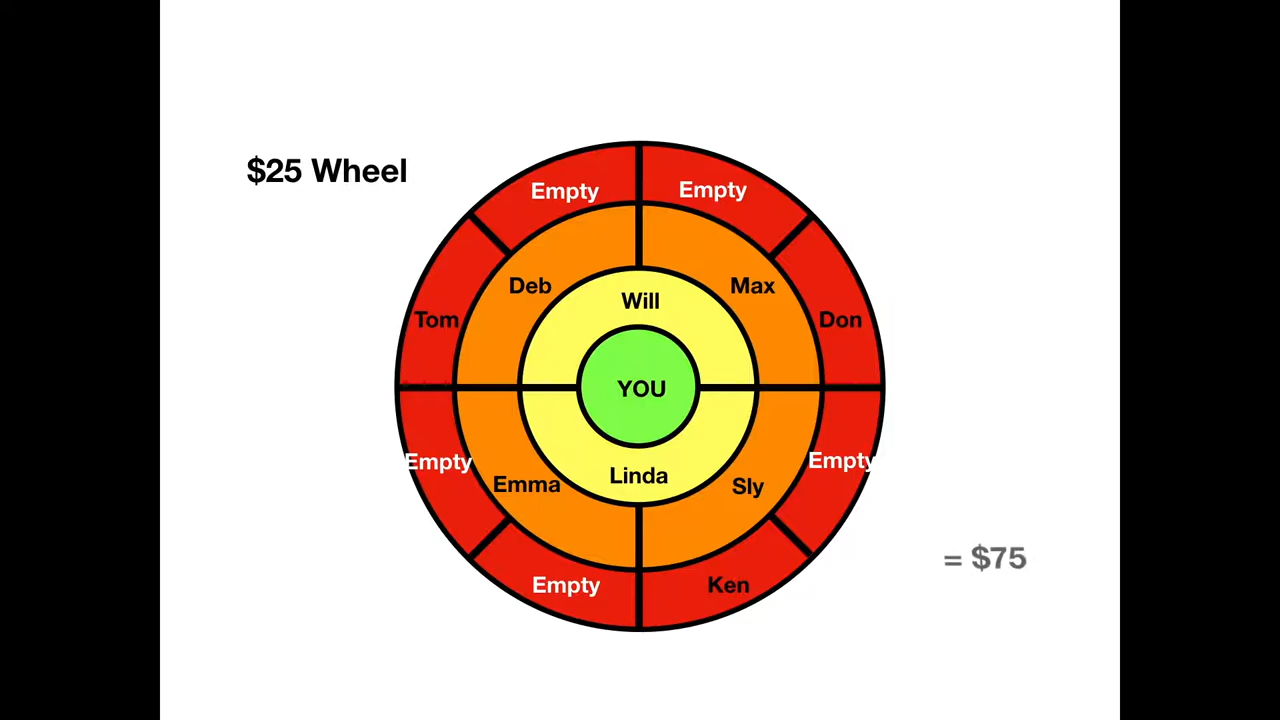 $25 Wheel
Empty
Empty
Deb
Max
Will
Tom
Don
YOU
Empty
Empty
Linda
Emma
Sly
= $75
Empty
Ken